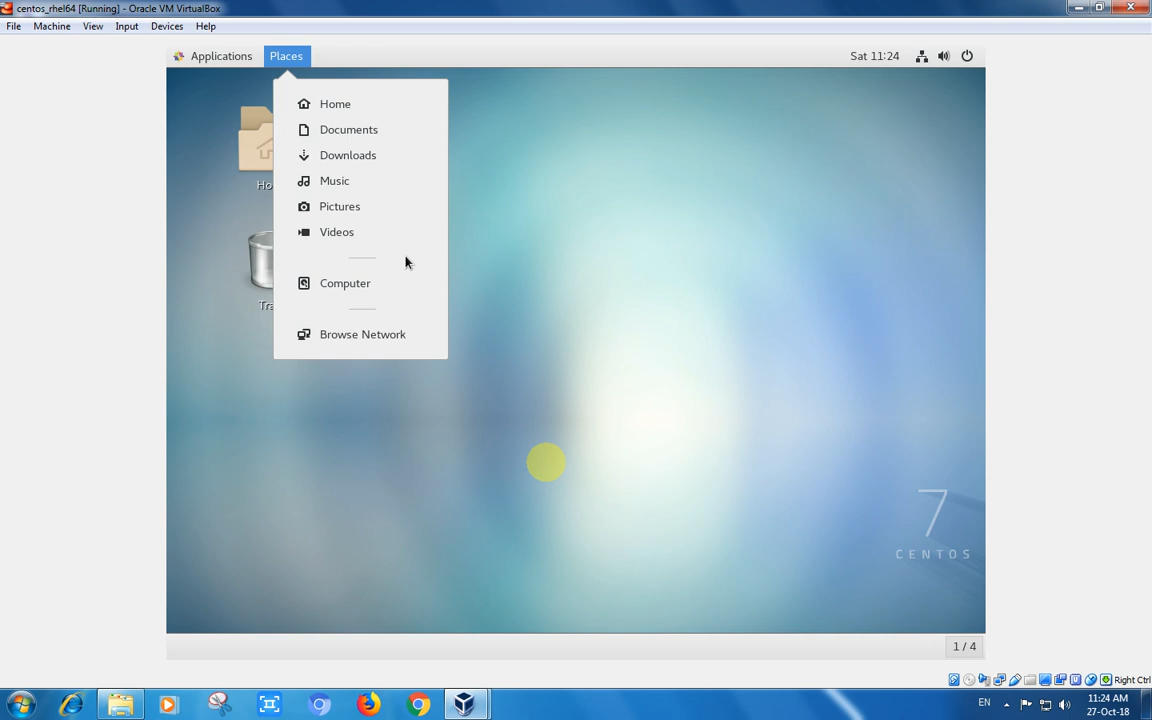 centos_rhel64 [Running] - Oracle VM VirtualBox
File Machine View Input Devices Help
Applications Places Sat 11:24
Home
Documents
Downloads
Music
Pictures
Videos
Computer
Browse Network
Ho
Tra
7
CENTOS
1 / 4
Right Ctrl
EN 11:24 AM
27-Oct-18